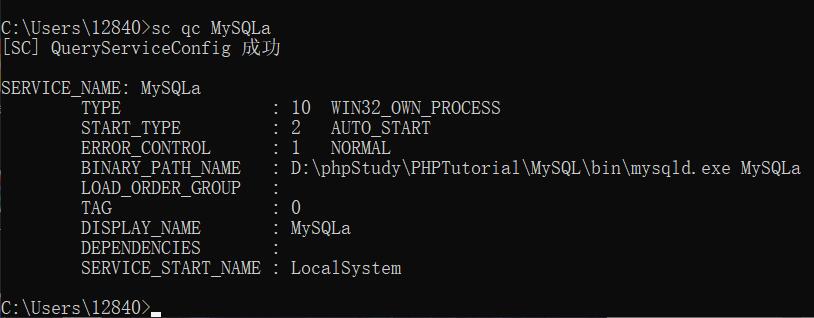 C:\Users\12840>sc qc MySQLa
[SC] QueryServiceConfig 成功
SERVICE_NAME: MySQLa
TYPE : 10 WIN32_OWN_PROCESS
START_TYPE : 2 AUTO_START
ERROR_CONTROL : 1 NORMAL
BINARY_PATH_NAME : D:\phpStudy\PHPTutorial\MySQL\bin\mysqld.exe MySQLa
LOAD_ORDER_GROUP :
TAG : 0
DISPLAY_NAME : MySQLa
DEPENDENCIES :
SERVICE_START_NAME : LocalSystem
C:\Users\12840>